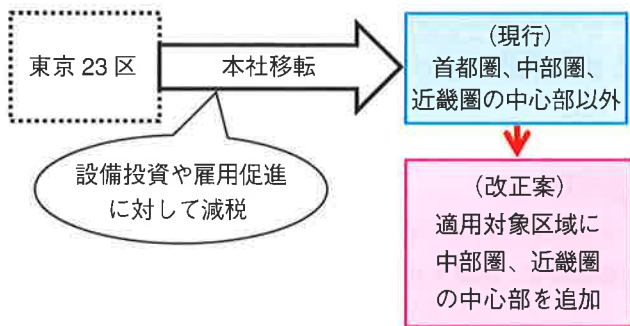 東京 23 区
本社移転
（現行）
首都圏、中部圏、
近畿圏の中心部以外
設備投資や雇用促進
に対して減税
（改正案）
適用対象区域に
中部圏、近畿圏
の中心部を追加